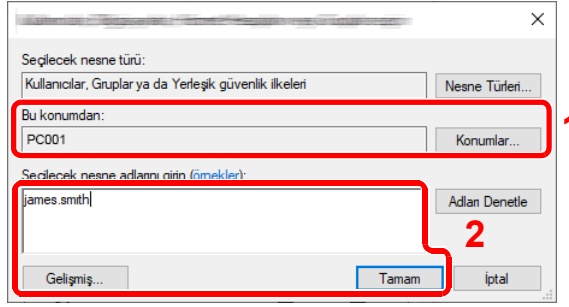 Seçilecek nesne türü:
Kullanıcılar, Gruplar ya da Yerleşik güvenlik ilkeleri
Nesne Türleri...
Bu konumdan:
PC001
Konumlar...
1
Seçilecek nesne adlarını girin (örnekler):
james.smith
Adları Denetle
2
Gelişmiş...
Tamam
İptal